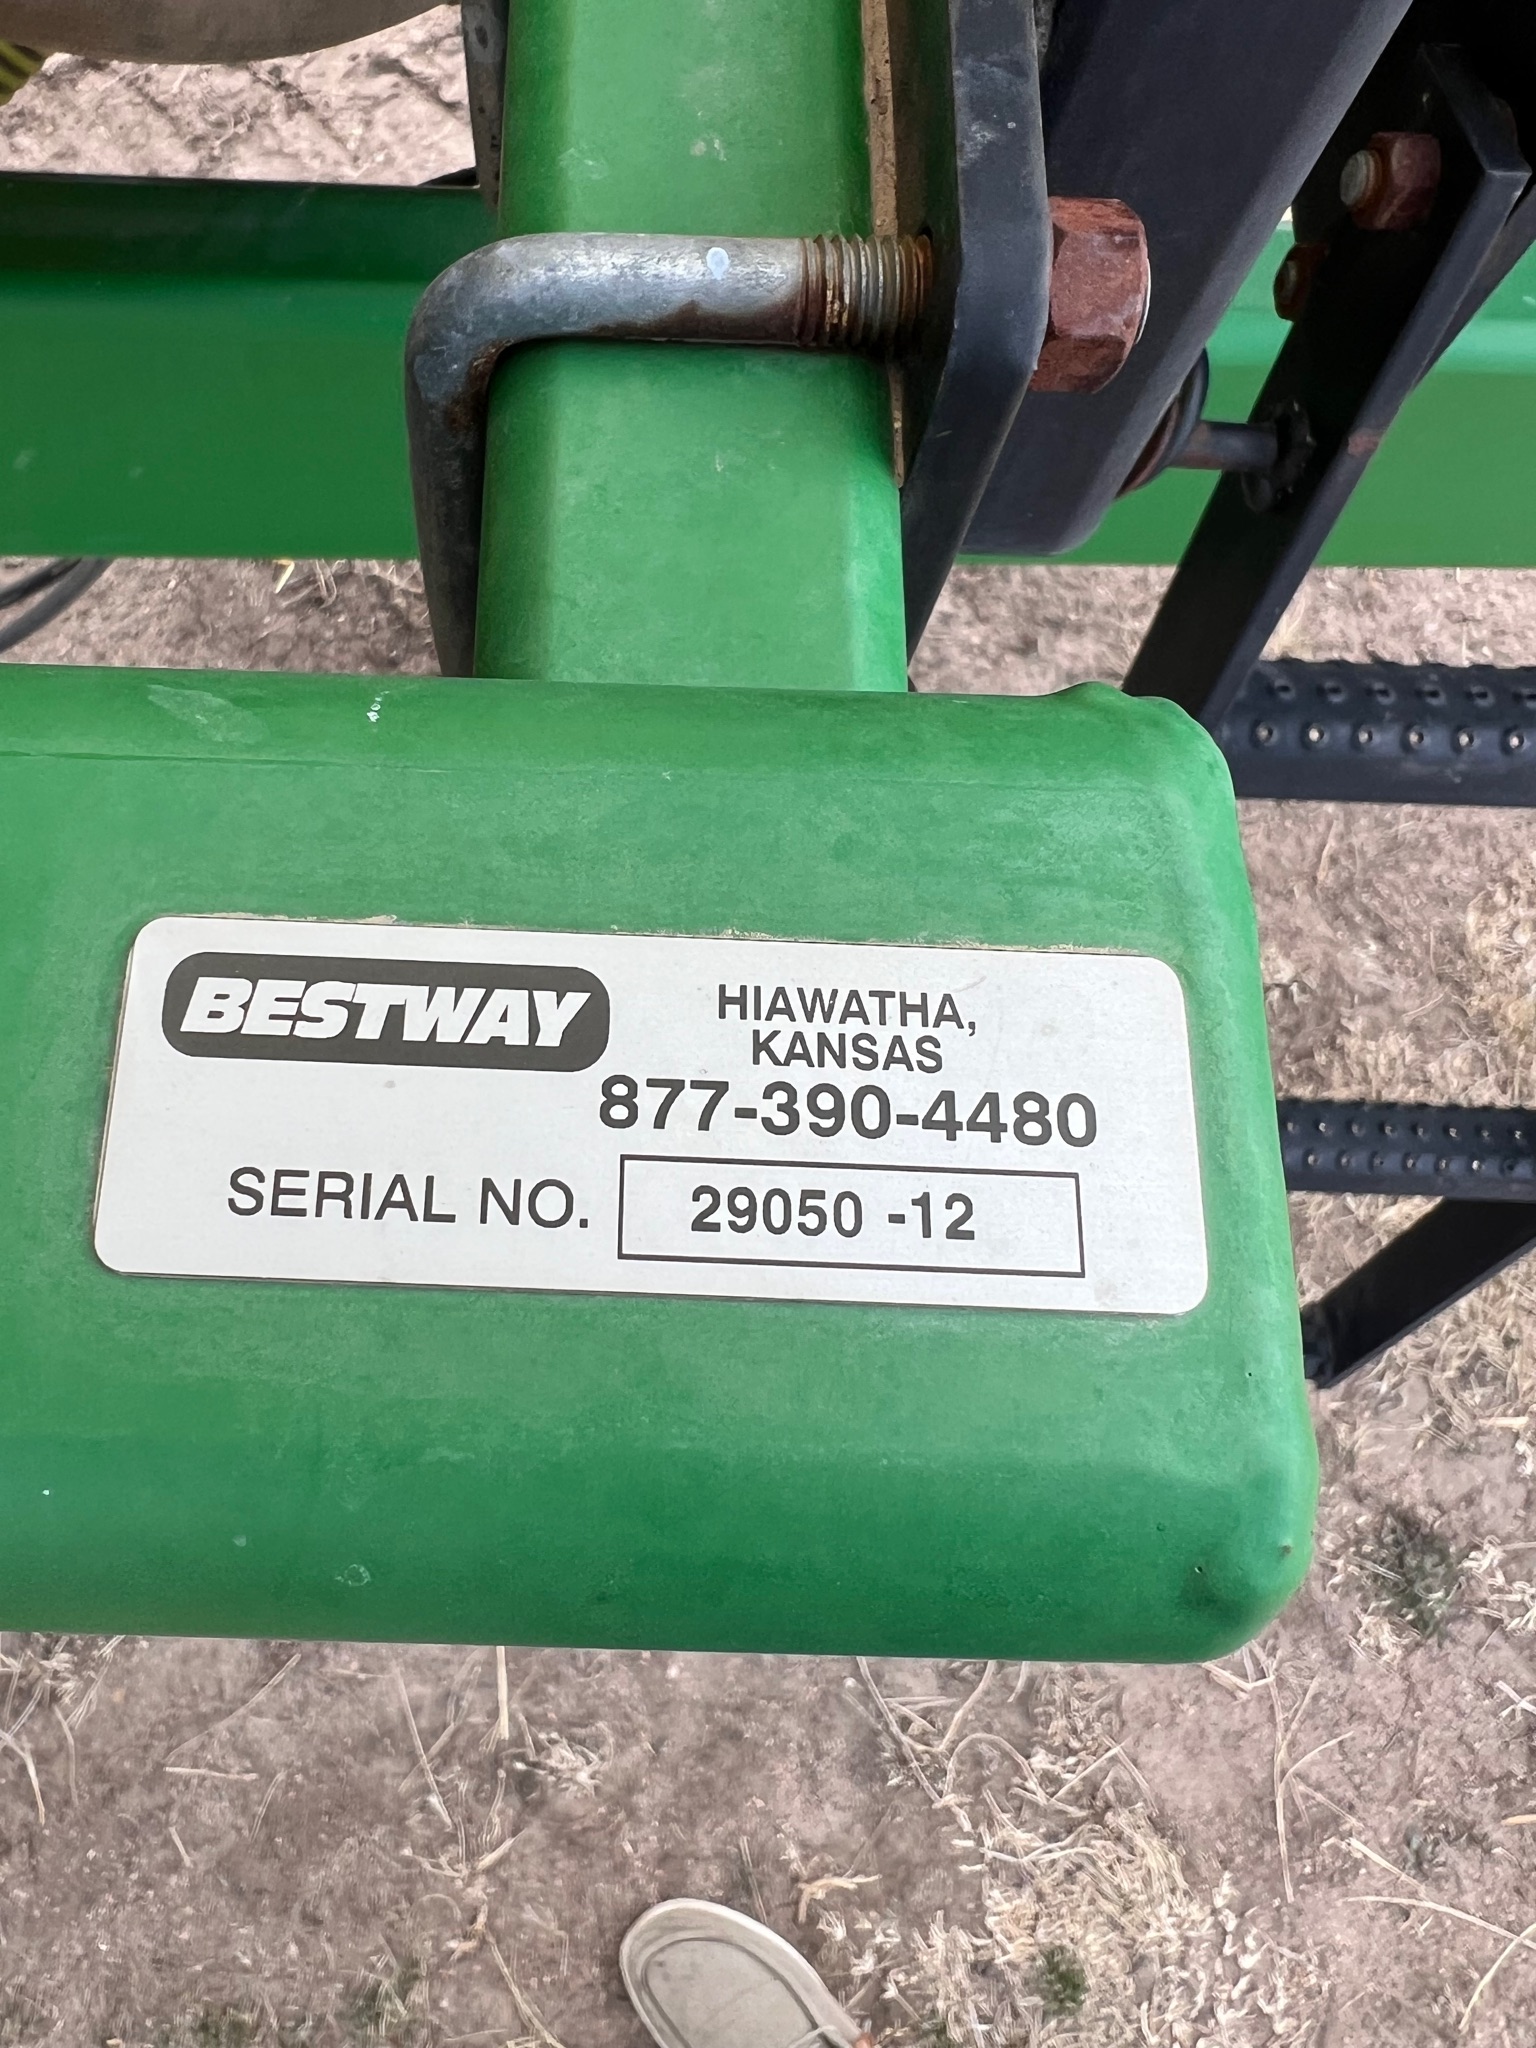 BESTWAY
HIAWATHA,
KANSAS
877-390-4480
SERIAL NO. 29050 -12